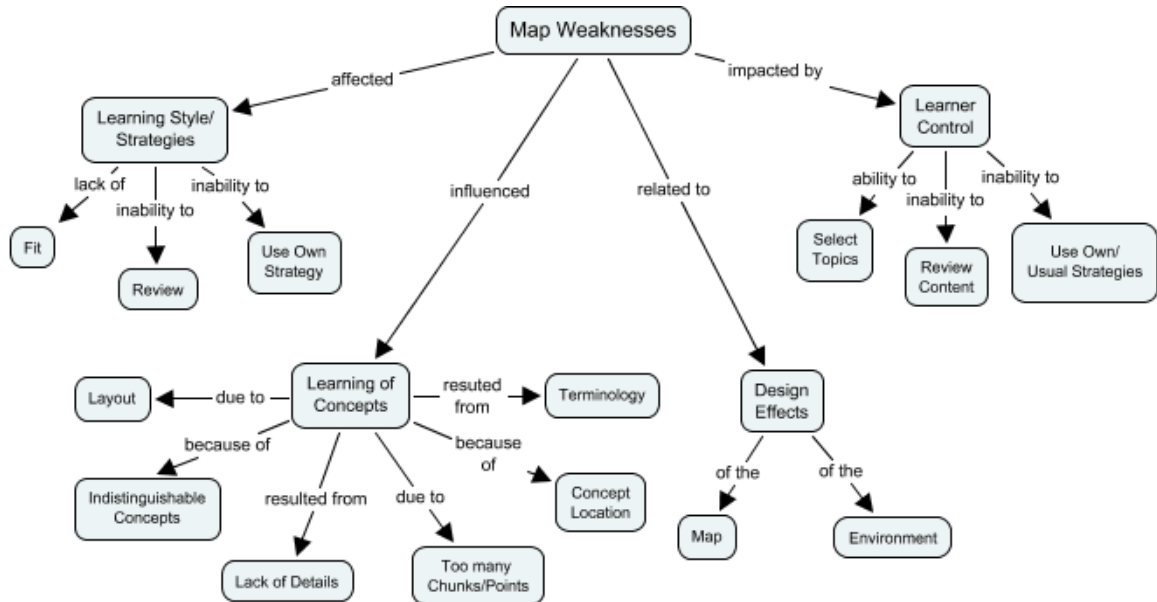 Map Weaknesses
affected
impacted by
Learning Style/
Strategies
Learner
Control
lack of
inability to
inability to
influenced
related to
ability to
inability to
inability to
Fit
Review
Use Own
Strategy
Select
Topics
Review
Content
Use Own/
Usual Strategies
Layout
due to
Learning of
Concepts
resuted
from
Terminology
Design
Effects
because of
because
of
of the
of the
Indistinguishable
Concepts
resulted from
due to
Concept
Location
Map
Environment
Lack of Details
Too many
Chunks/Points